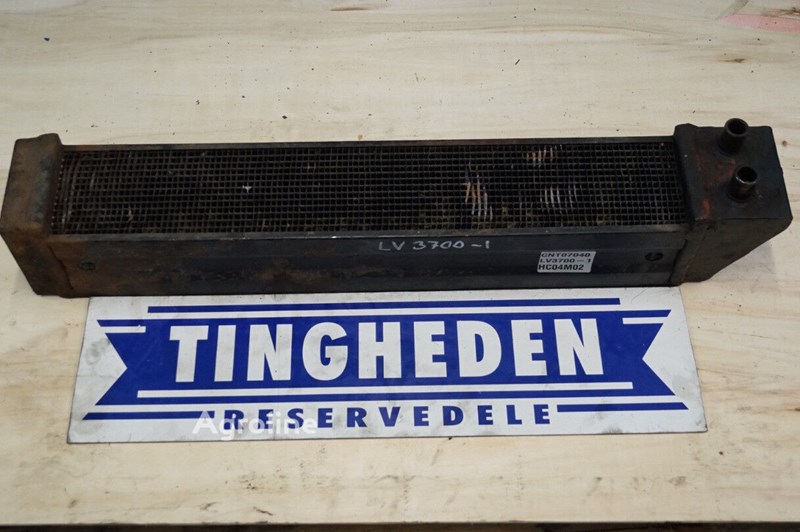 LV 3700-1
CNT07040
LV3700-1
HC04M02
TINGHEDEN
RESERVEDELE
Agroline